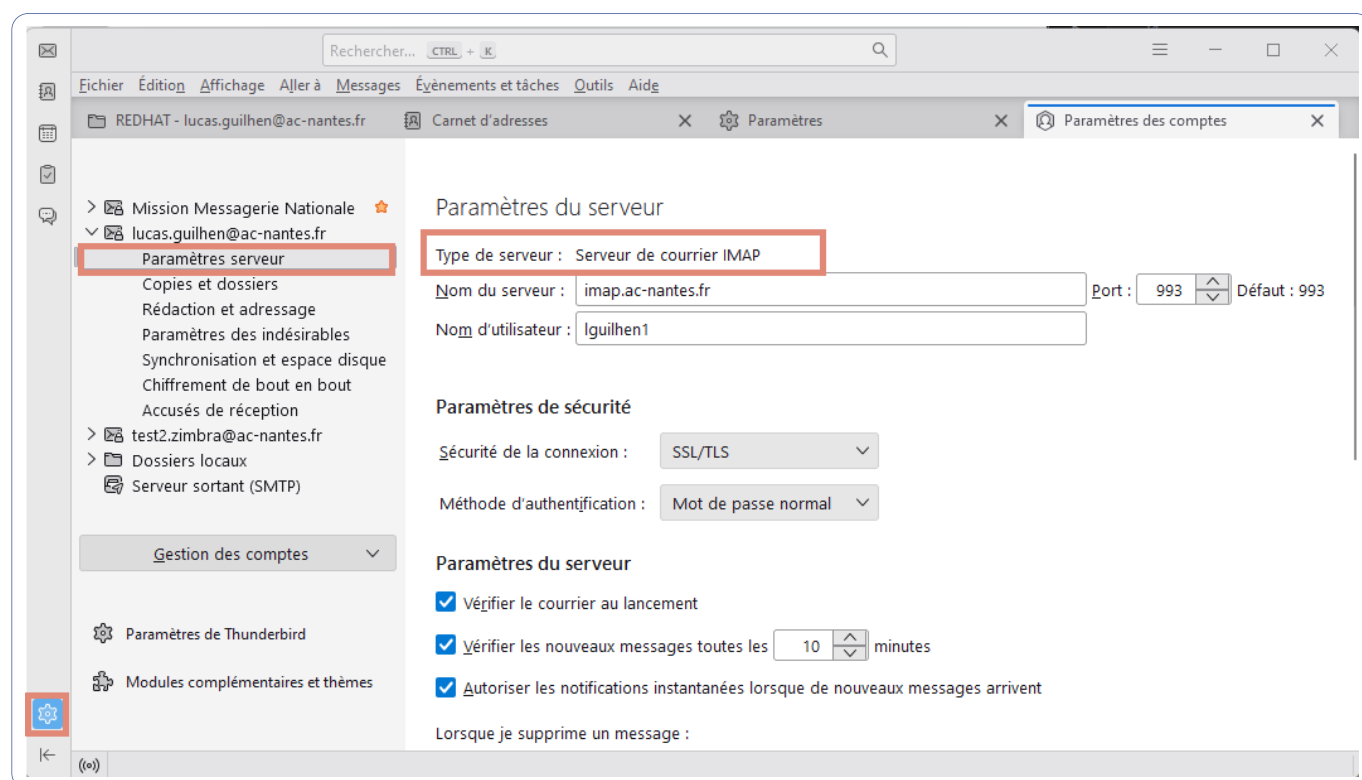 Rechercher... CTRL + K
Fichier Édition Affichage Aller à Messages Évènements et tâches Outils Aide
REDHAT - lucas.guilhen@ac-nantes.fr Carnet d'adresses Paramètres Paramètres des comptes
Mission Messagerie Nationale
lucas.guilhen@ac-nantes.fr
Paramètres serveur
Copies et dossiers
Rédaction et adressage
Paramètres des indésirables
Synchronisation et espace disque
Chiffrement de bout en bout
Accusés de réception
test2.zimbra@ac-nantes.fr
Dossiers locaux
Serveur sortant (SMTP)
Gestion des comptes
Paramètres de Thunderbird
Modules complémentaires et thèmes
Paramètres du serveur
Type de serveur : Serveur de courrier IMAP
Nom du serveur : imap.ac-nantes.fr Port : 993 Défaut : 993
Nom d'utilisateur : lguilhen1
Paramètres de sécurité
Sécurité de la connexion : SSL/TLS
Méthode d'authentification : Mot de passe normal
Paramètres du serveur
Vérifier le courrier au lancement
Vérifier les nouveaux messages toutes les 10 minutes
Autoriser les notifications instantanées lorsque de nouveaux messages arrivent
Lorsque je supprime un message :